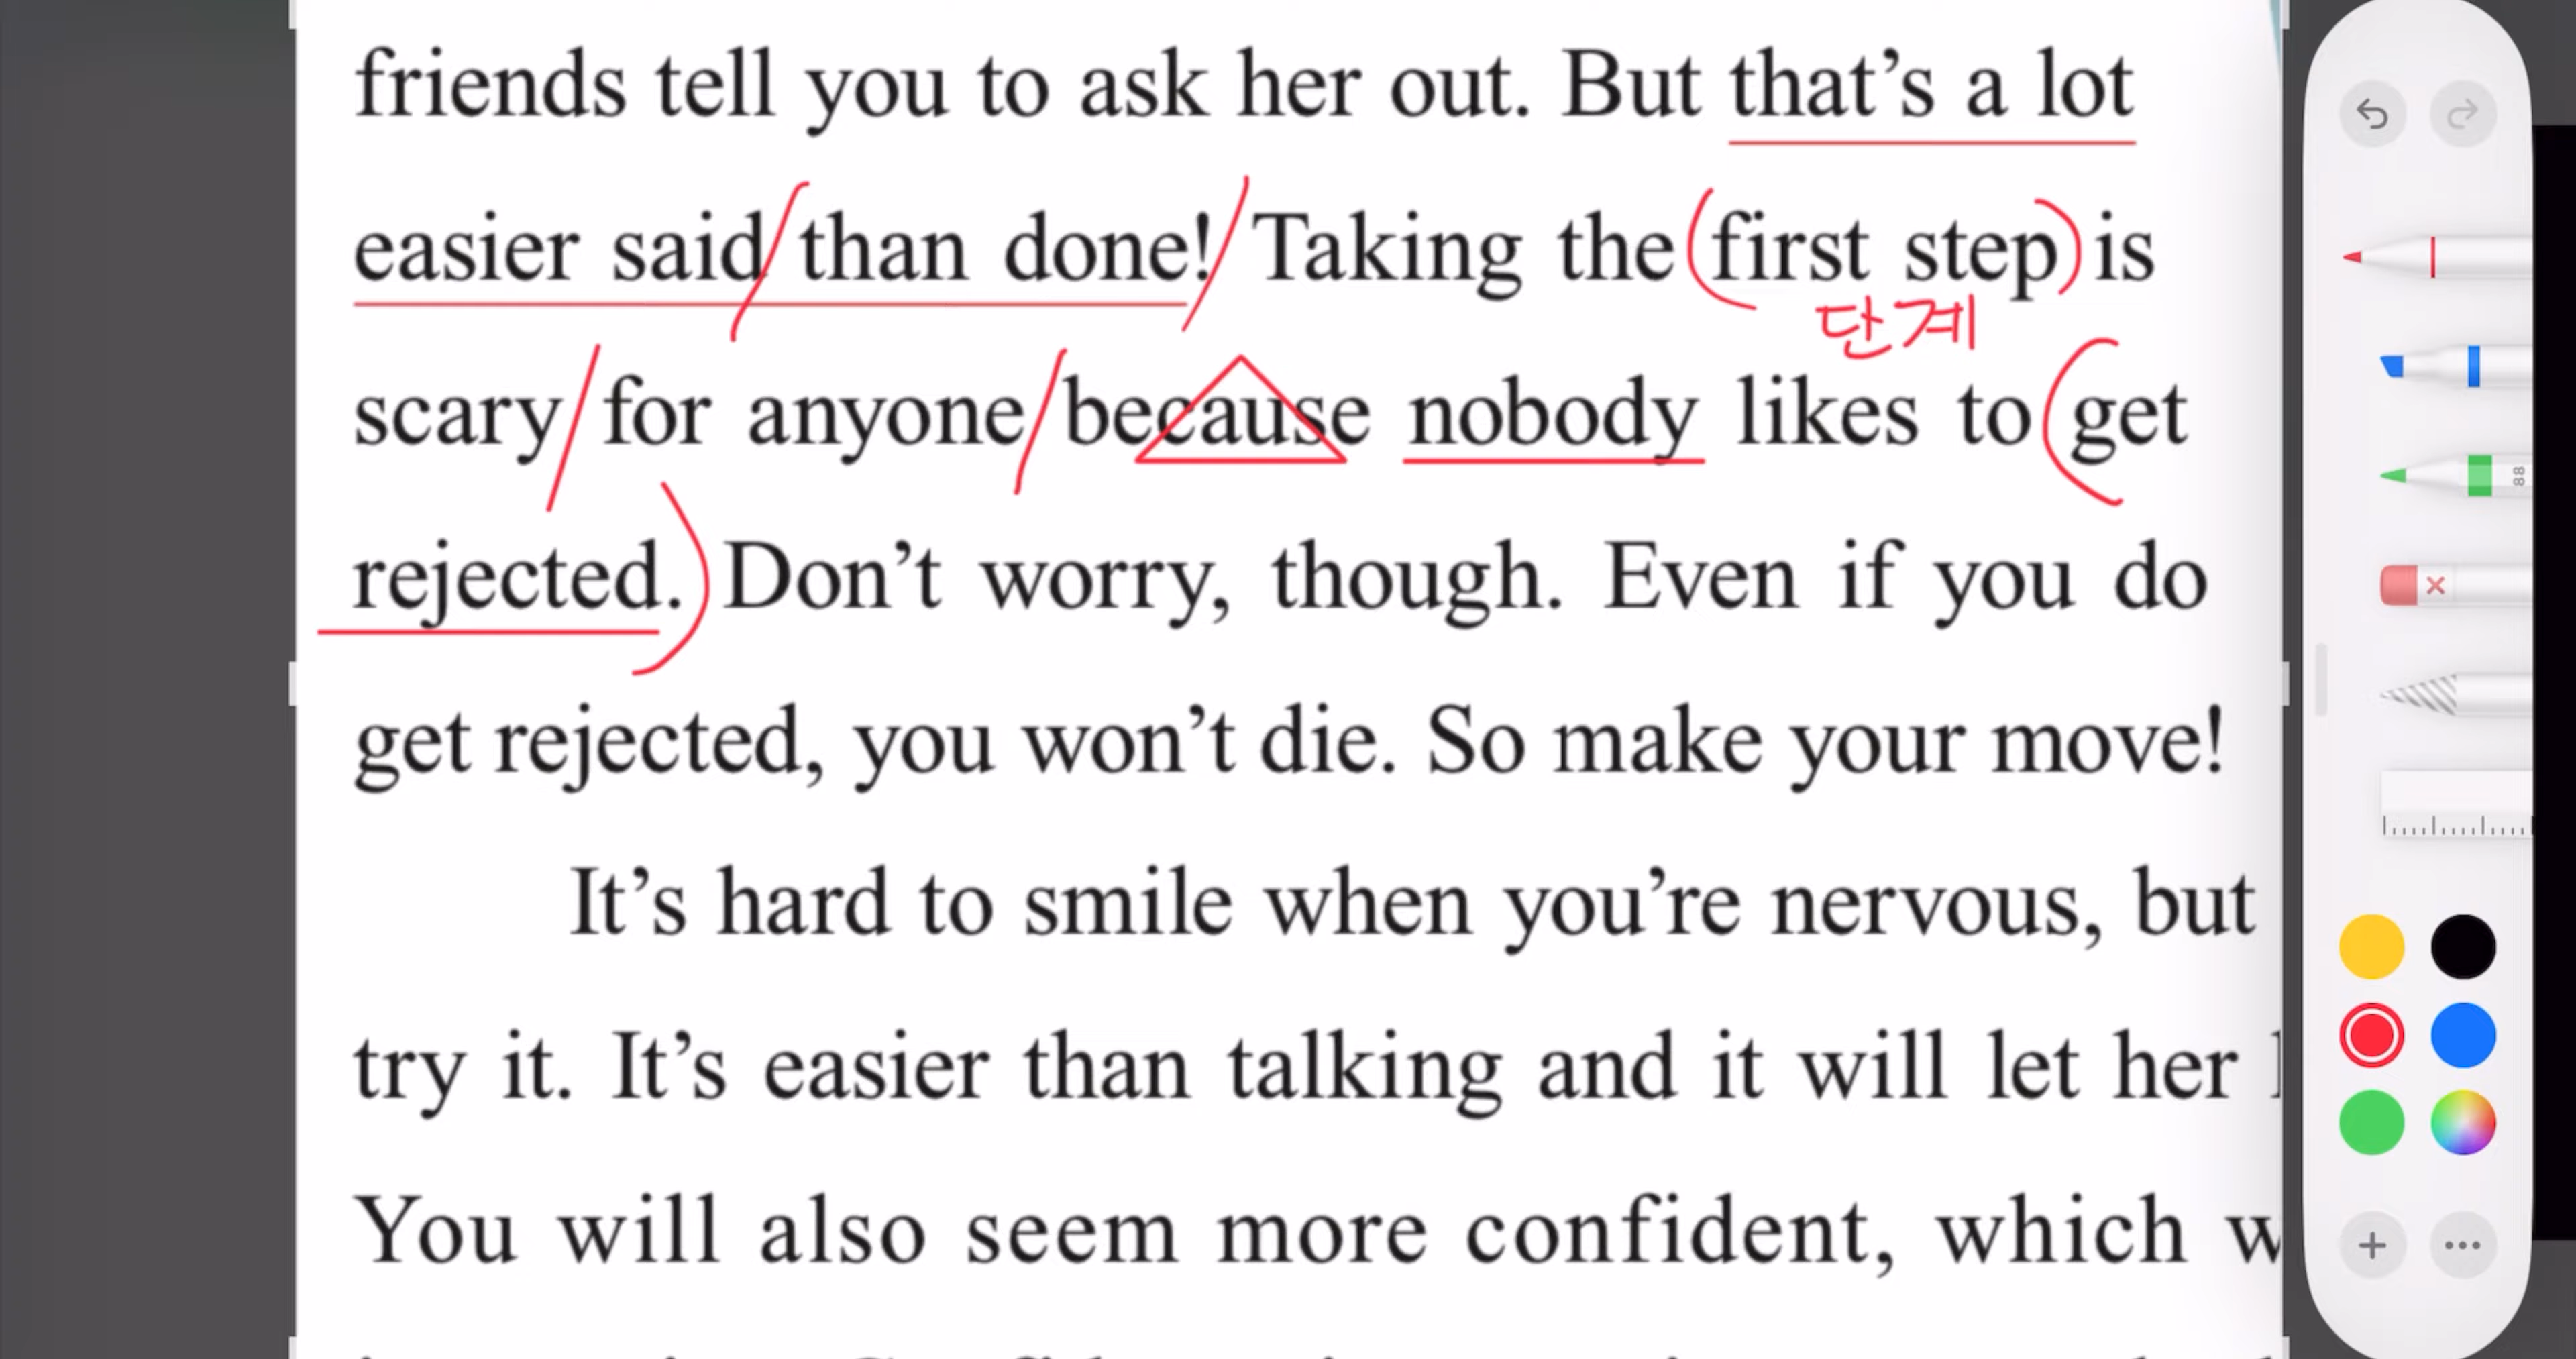 friends tell you to ask her out. But that’s a lot
easier said than done! Taking the first step is
단계
scary for anyone because nobody likes to get
rejected. Don’t worry, though. Even if you do
get rejected, you won’t die. So make your move!
It’s hard to smile when you’re nervous, but
try it. It’s easier than talking and it will let her
You will also seem more confident, which w
88